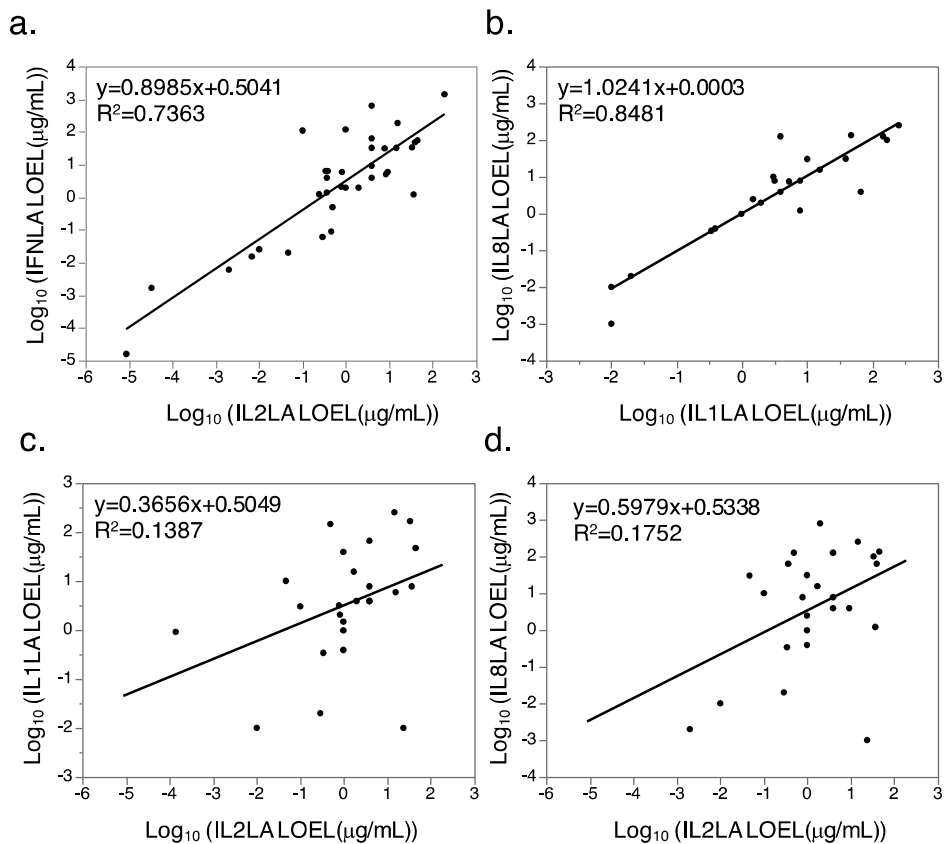 a.
y=0.8985x+0.5041
R²=0.7363
Log₁₀ (IFNLA LOEL(μg/mL))
4
3
2
1
0
-1
-2
-3
-4
-5
-6 -5 -4 -3 -2 -1 0 1 2 3
Log₁₀ (IL2LA LOEL(μg/mL))
b.
y=1.0241x+0.0003
R²=0.8481
Log₁₀ (IL8LA LOEL(μg/mL))
4
3
2
1
0
-1
-2
-3
-4
-3 -2 -1 0 1 2 3
Log₁₀ (IL1LA LOEL(μg/mL))
c.
y=0.3656x+0.5049
R²=0.1387
Log₁₀ (IL1LA LOEL(μg/mL))
3
2
1
0
-1
-2
-3
-6 -5 -4 -3 -2 -1 0 1 2 3
Log₁₀ (IL2LA LOEL(μg/mL))
d.
y=0.5979x+0.5338
R²=0.1752
Log₁₀ (IL8LA LOEL(μg/mL))
4
3
2
1
0
-1
-2
-3
-4
-6 -5 -4 -3 -2 -1 0 1 2 3
Log₁₀ (IL2LA LOEL(μg/mL))